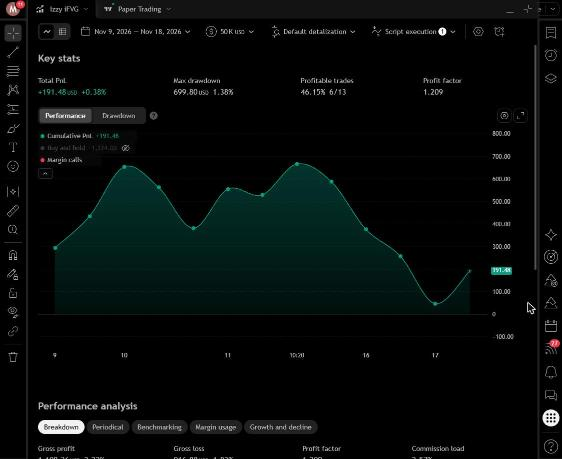 M 11 Izzy iFVG Paper Trading
Nov 9, 2026 — Nov 18, 2026 50 K USD Default detalization Script execution 1
Key stats
Total PnL Max drawdown Profitable trades Profit factor
+191.48 USD +0.38% 699.80 USD 1.38% 46.15% 6/13 1.209
Performance Drawdown ?
Cumulative PnL +191.48
Buy and hold
Margin calls
800.00
700.00
600.00
500.00
400.00
300.00
191.48
100.00
0
−100.00
9 10 11 10:20 16 17
27
Performance analysis
Breakdown Periodical Benchmarking Margin usage Growth and decline
Gross profit Gross loss Profit factor Commission load